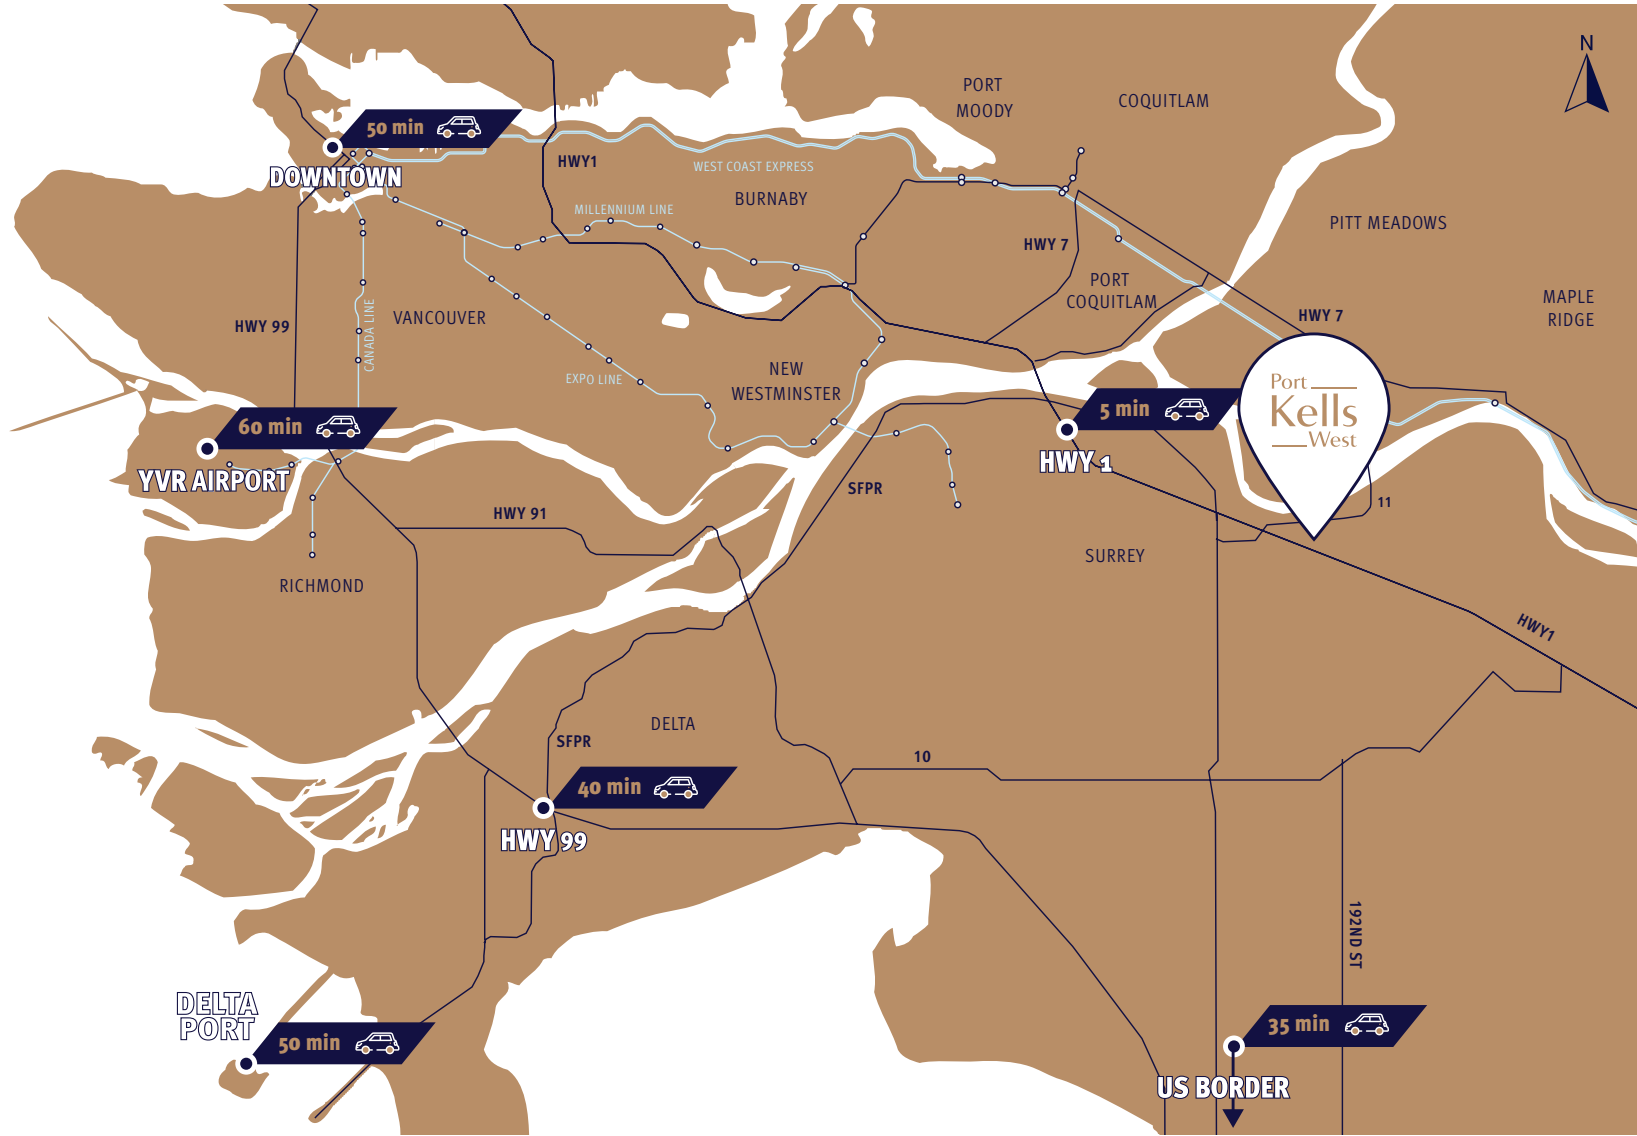 N
PORT
MOODY
COQUITLAM
50 min
DOWNTOWN
HWY1
WEST COAST EXPRESS
BURNABY
MILLENNIUM LINE
PITT MEADOWS
HWY 7
PORT
COQUITLAM
MAPLE
RIDGE
HWY 7
HWY 99
CANADA LINE
VANCOUVER
EXPO LINE
NEW
WESTMINSTER
Port
Kells
West
5 min
HWY 1
60 min
YVR AIRPORT
SFPR
11
HWY 91
SURREY
RICHMOND
HWY1
DELTA
SFPR
10
40 min
HWY 99
192ND ST
DELTA
PORT
50 min
35 min
US BORDER